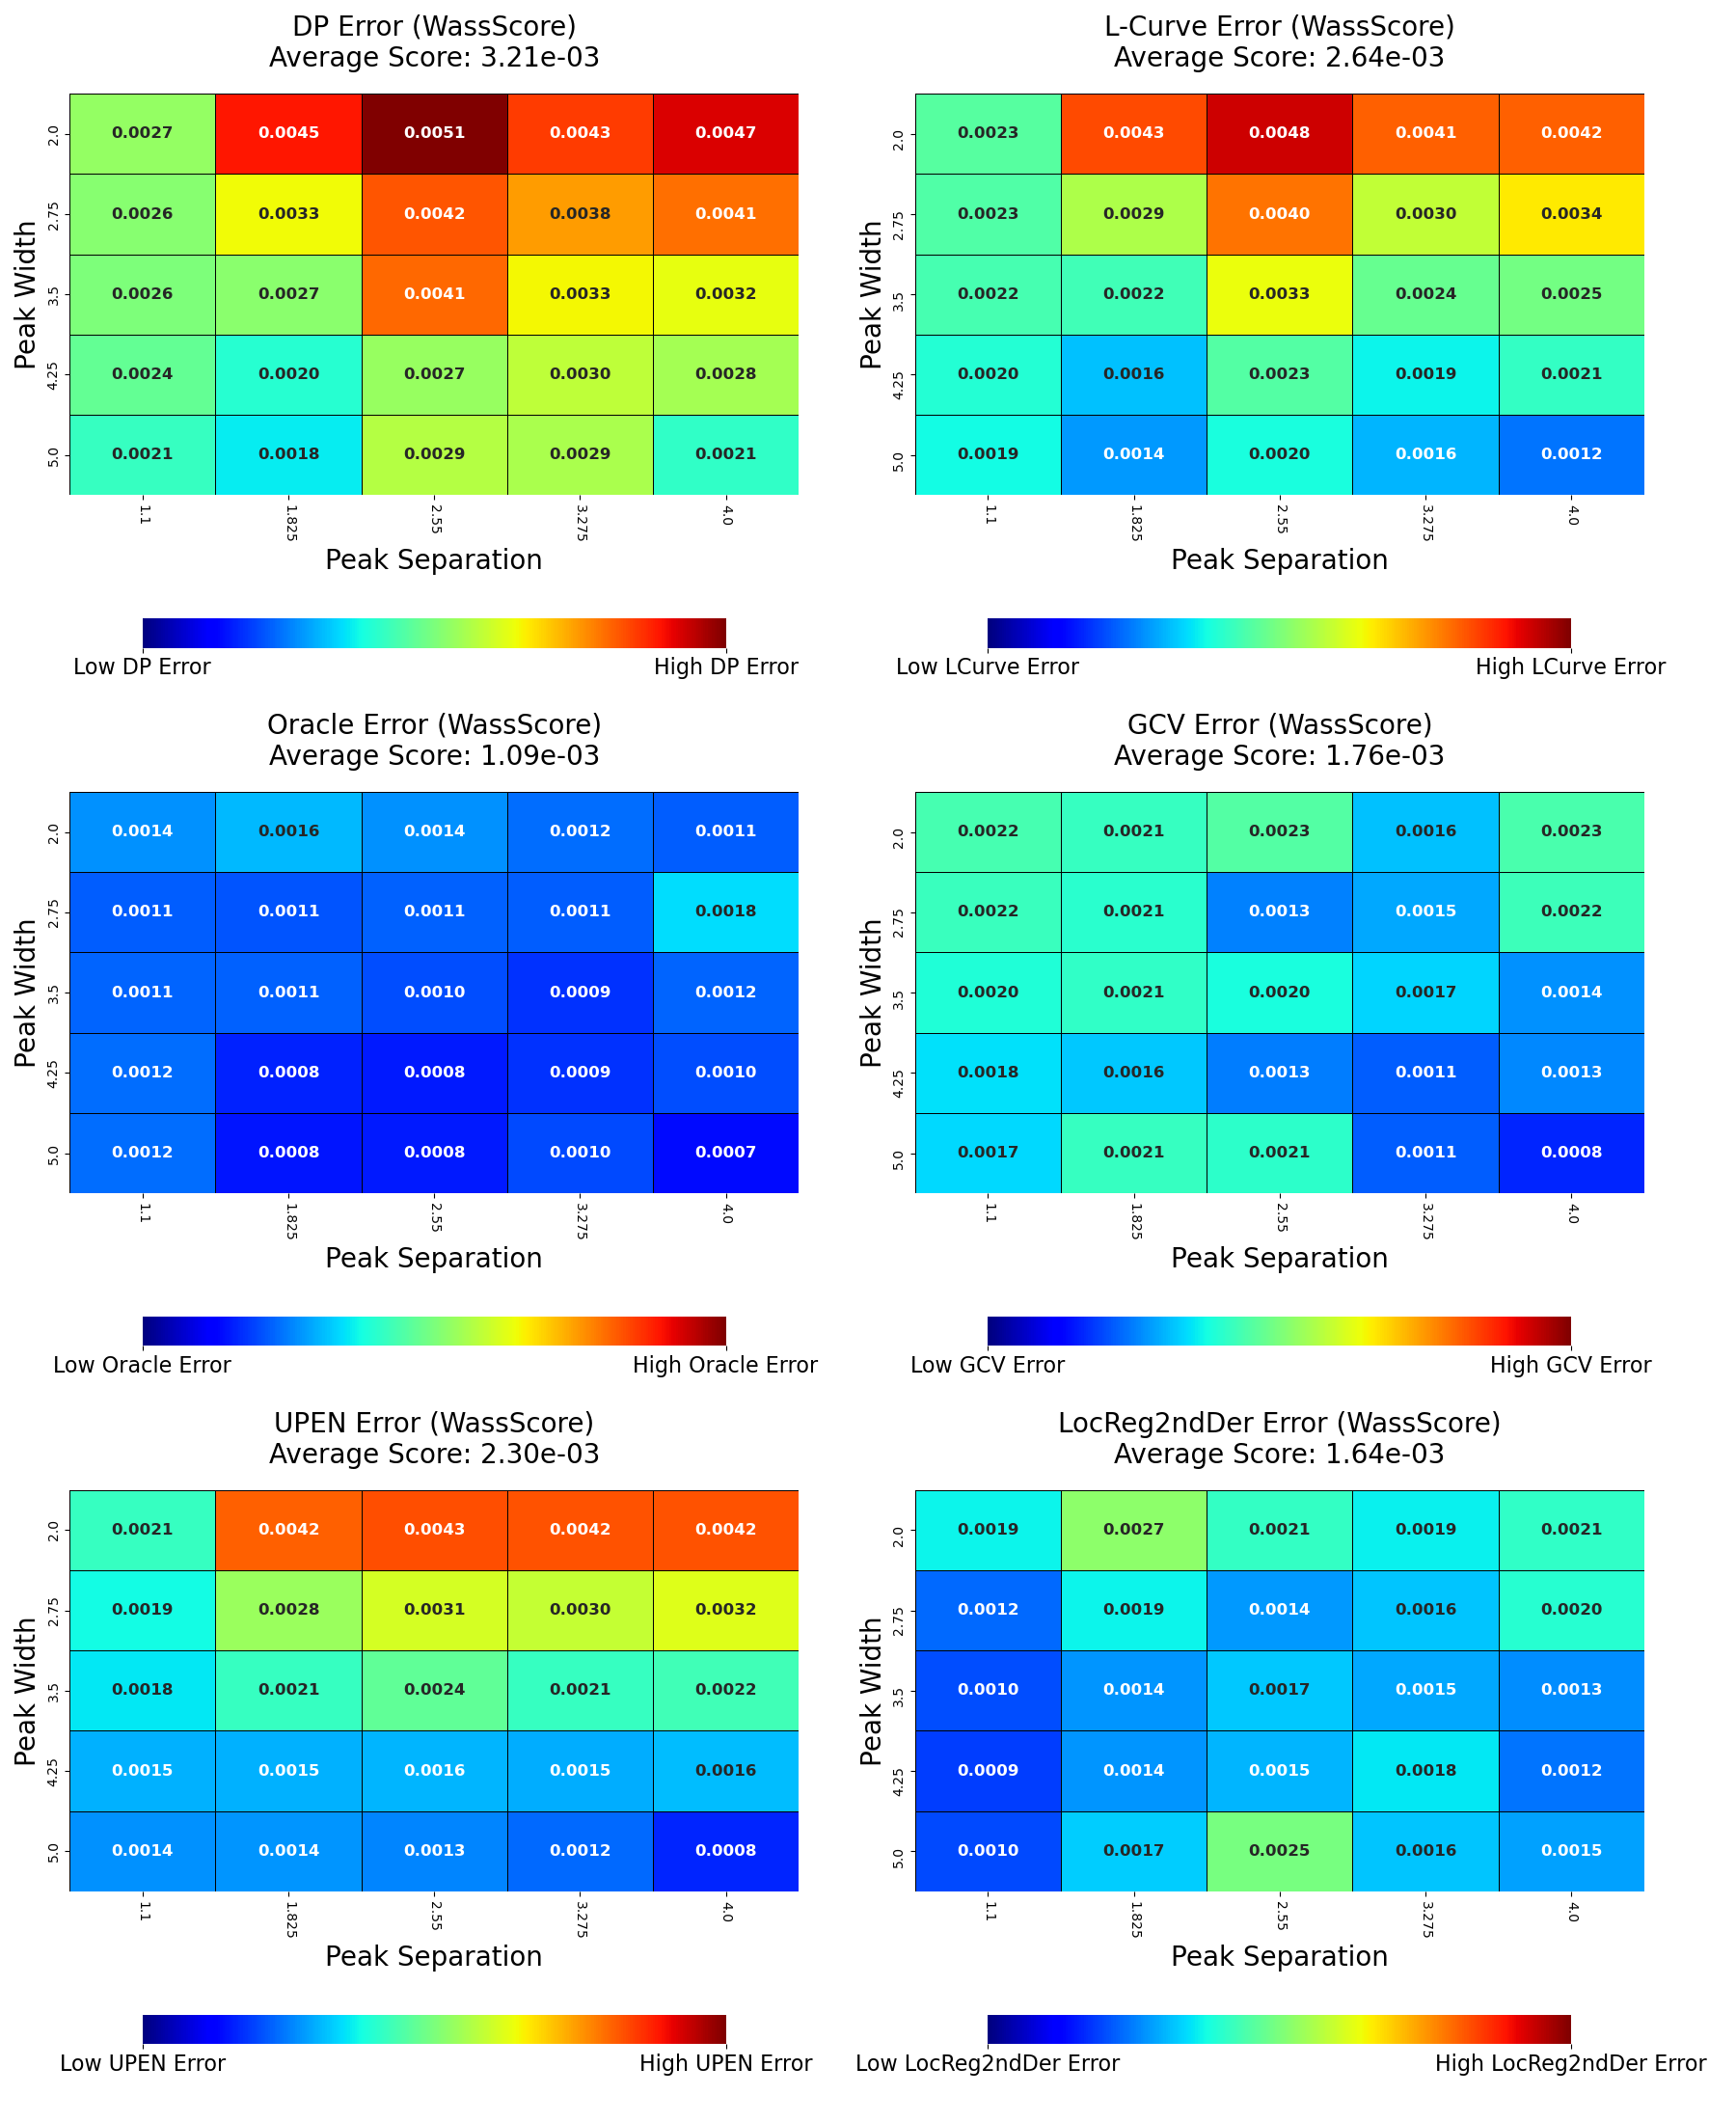 DP Error (WassScore)
Average Score: 3.21e-03
Peak Width
2.0 0.0027 0.0045 0.0051 0.0043 0.0047
2.75 0.0026 0.0033 0.0042 0.0038 0.0041
3.5 0.0026 0.0027 0.0041 0.0033 0.0032
4.25 0.0024 0.0020 0.0027 0.0030 0.0028
5.0 0.0021 0.0018 0.0029 0.0029 0.0021
1.1 1.825 2.55 3.275 4.0
Peak Separation
Low DP Error High DP Error
L-Curve Error (WassScore)
Average Score: 2.64e-03
Peak Width
2.0 0.0023 0.0043 0.0048 0.0041 0.0042
2.75 0.0023 0.0029 0.0040 0.0030 0.0034
3.5 0.0022 0.0022 0.0033 0.0024 0.0025
4.25 0.0020 0.0016 0.0023 0.0019 0.0021
5.0 0.0019 0.0014 0.0020 0.0016 0.0012
1.1 1.825 2.55 3.275 4.0
Peak Separation
Low LCurve Error High LCurve Error
Oracle Error (WassScore)
Average Score: 1.09e-03
Peak Width
2.0 0.0014 0.0016 0.0014 0.0012 0.0011
2.75 0.0011 0.0011 0.0011 0.0011 0.0018
3.5 0.0011 0.0011 0.0010 0.0009 0.0012
4.25 0.0012 0.0008 0.0008 0.0009 0.0010
5.0 0.0012 0.0008 0.0008 0.0010 0.0007
1.1 1.825 2.55 3.275 4.0
Peak Separation
Low Oracle Error High Oracle Error
GCV Error (WassScore)
Average Score: 1.76e-03
Peak Width
2.0 0.0022 0.0021 0.0023 0.0016 0.0023
2.75 0.0022 0.0021 0.0013 0.0015 0.0022
3.5 0.0020 0.0021 0.0020 0.0017 0.0014
4.25 0.0018 0.0016 0.0013 0.0011 0.0013
5.0 0.0017 0.0021 0.0021 0.0011 0.0008
1.1 1.825 2.55 3.275 4.0
Peak Separation
Low GCV Error High GCV Error
UPEN Error (WassScore)
Average Score: 2.30e-03
Peak Width
2.0 0.0021 0.0042 0.0043 0.0042 0.0042
2.75 0.0019 0.0028 0.0031 0.0030 0.0032
3.5 0.0018 0.0021 0.0024 0.0021 0.0022
4.25 0.0015 0.0015 0.0016 0.0015 0.0016
5.0 0.0014 0.0014 0.0013 0.0012 0.0008
1.1 1.825 2.55 3.275 4.0
Peak Separation
Low UPEN Error High UPEN Error
LocReg2ndDer Error (WassScore)
Average Score: 1.64e-03
Peak Width
2.0 0.0019 0.0027 0.0021 0.0019 0.0021
2.75 0.0012 0.0019 0.0014 0.0016 0.0020
3.5 0.0010 0.0014 0.0017 0.0015 0.0013
4.25 0.0009 0.0014 0.0015 0.0018 0.0012
5.0 0.0010 0.0017 0.0025 0.0016 0.0015
1.1 1.825 2.55 3.275 4.0
Peak Separation
Low LocReg2ndDer Error High LocReg2ndDer Error